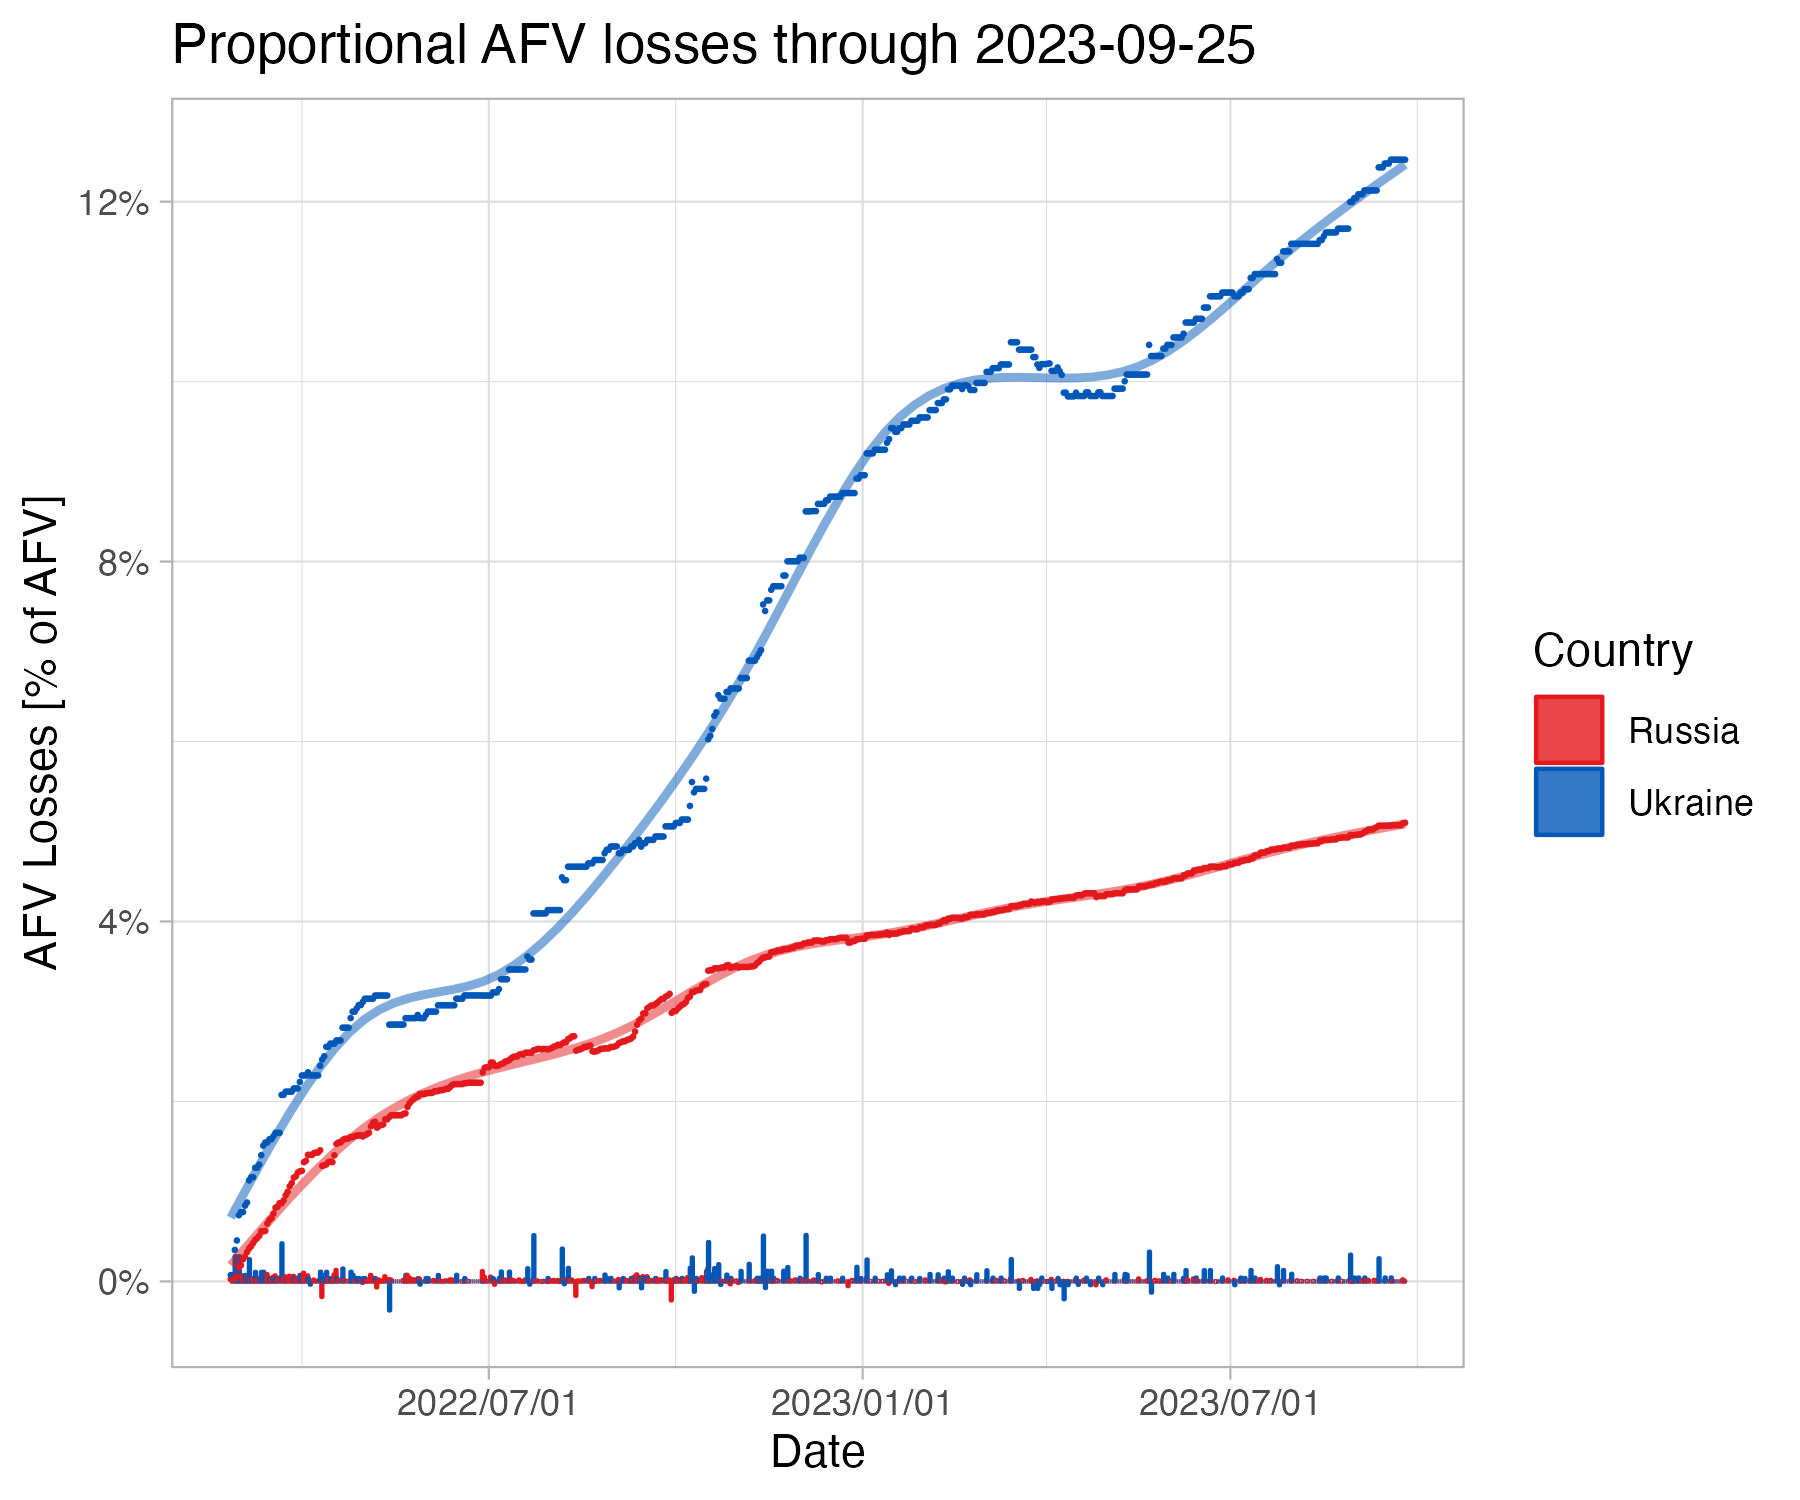 Proportional AFV losses through 2023-09-25
AFV Losses [% of AFV]
12%
8%
4%
0%
2022/07/01
2023/01/01
2023/07/01
Date
Country
Russia
Ukraine